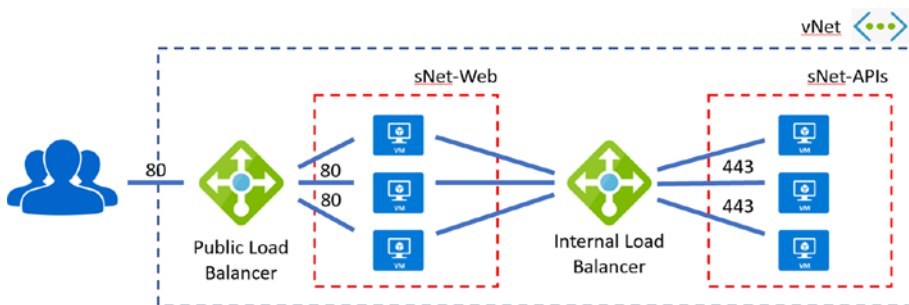 vNet
sNet-Web
sNet-APIs
80
80
80
443
443
VM
VM
VM
VM
VM
VM
Public Load
Balancer
Internal Load
Balancer